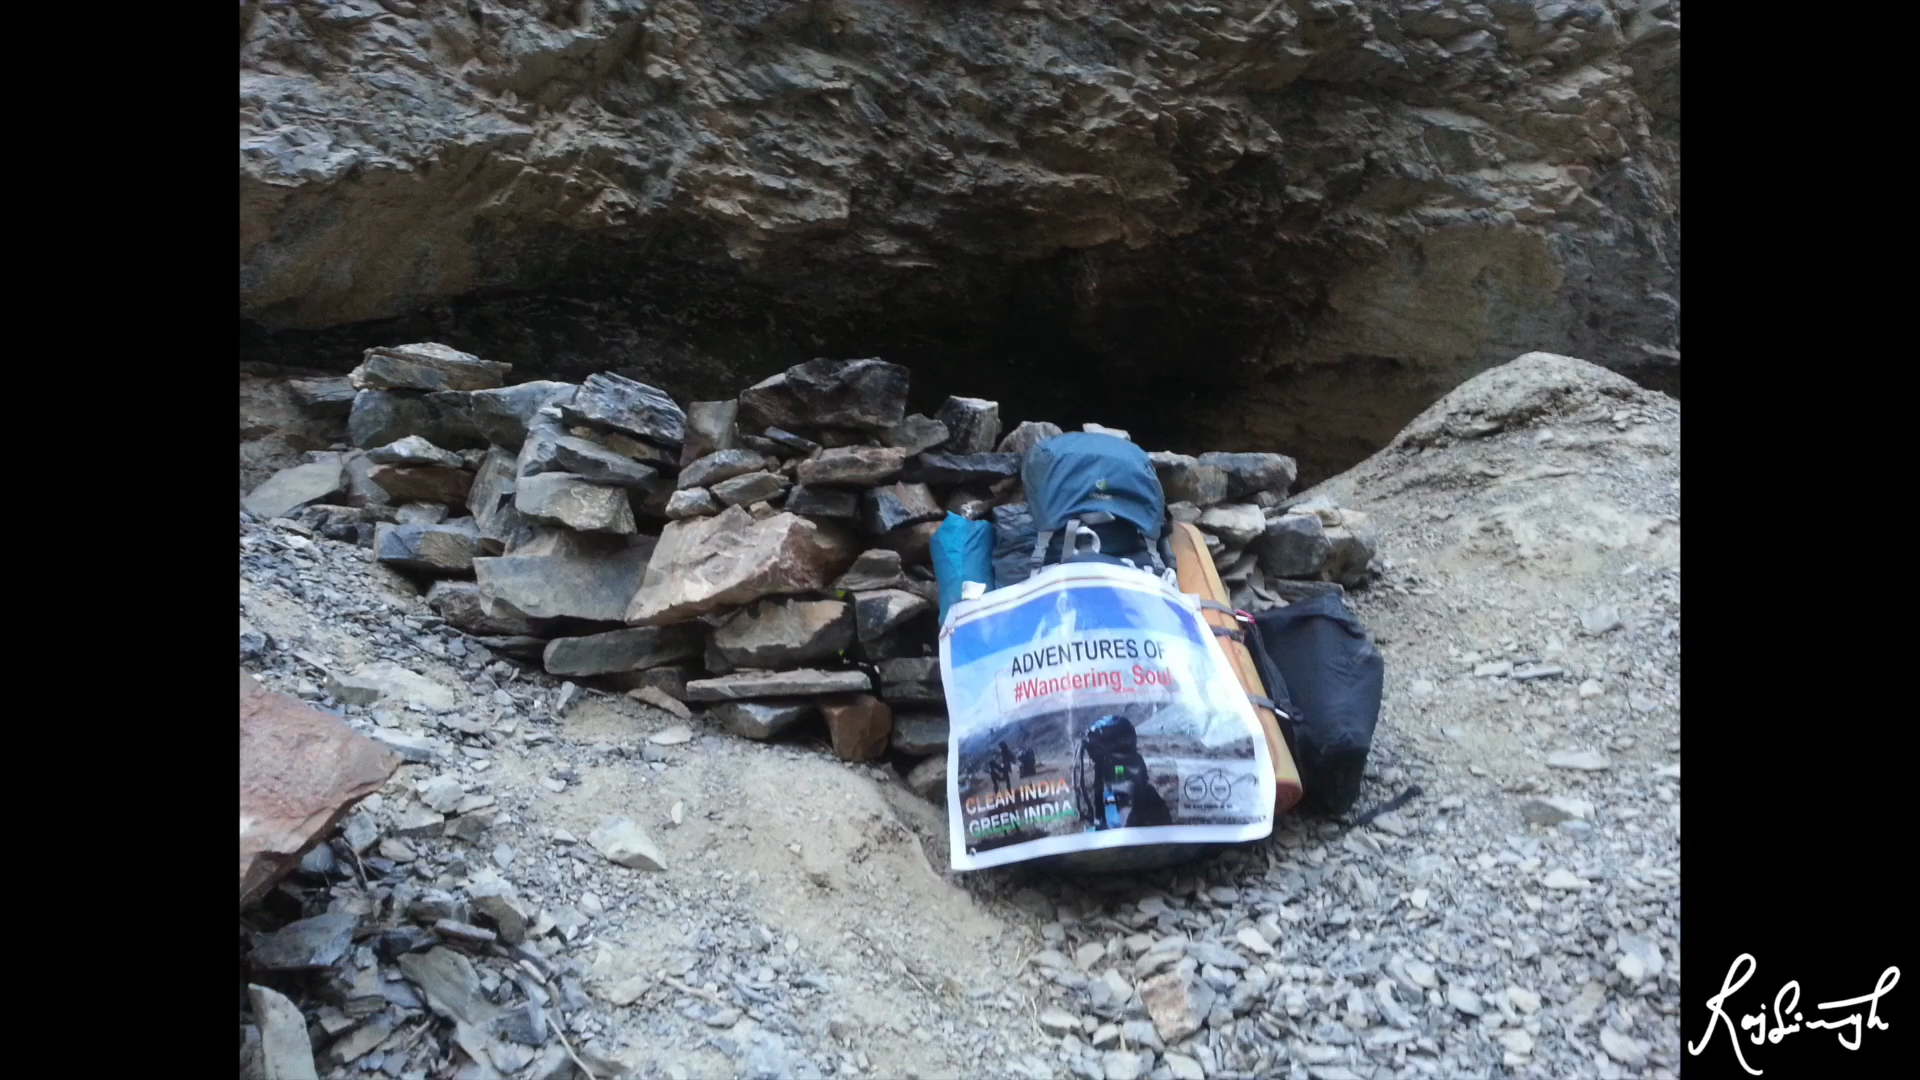 ADVENTURES OF
#Wandering_Soul
CLEAN INDIA
GREEN INDIA
RajSingh